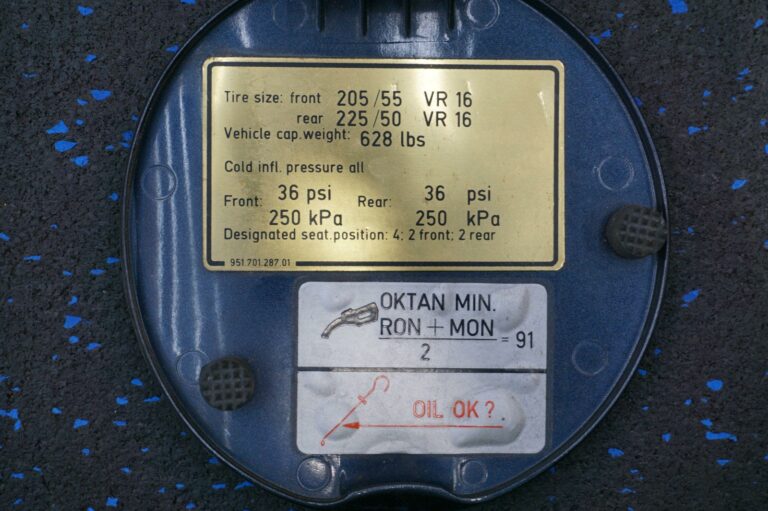 Tire size: front 205/55 VR 16
rear 225/50 VR 16
Vehicle cap.weight: 628 lbs
Cold infl. pressure all
Front: 36 psi Rear: 36 psi
250 kPa 250 kPa
Designated seat.position: 4; 2 front; 2 rear
951.701.287.01
OKTAN MIN.
RON + MON
2
= 91
OIL OK?.